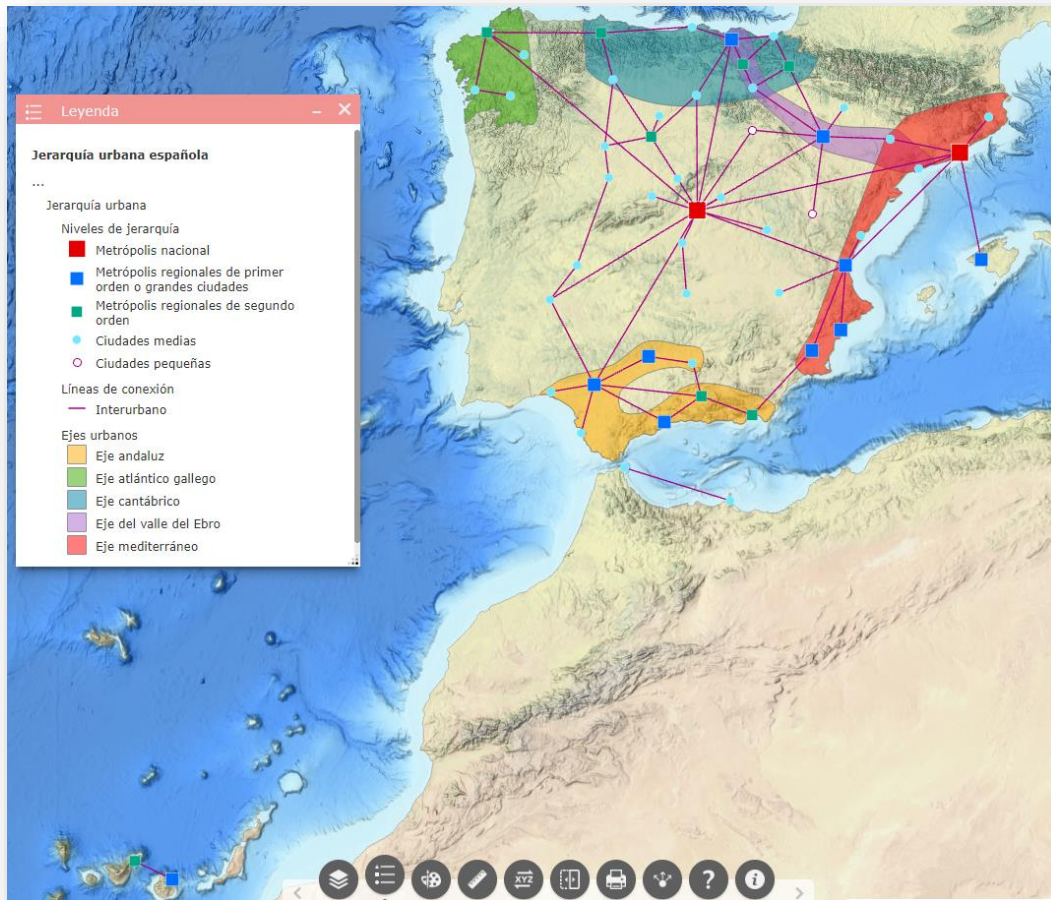 Leyenda
Jerarquía urbana española
...
Jerarquía urbana
Niveles de jerarquía
Metrópolis nacional
Metrópolis regionales de primer
orden o grandes ciudades
Metrópolis regionales de segundo
orden
Ciudades medias
Ciudades pequeñas
Líneas de conexión
Interurbano
Ejes urbanos
Eje andaluz
Eje atlántico gallego
Eje cantábrico
Eje del valle del Ebro
Eje mediterráneo
XYZ
?
i